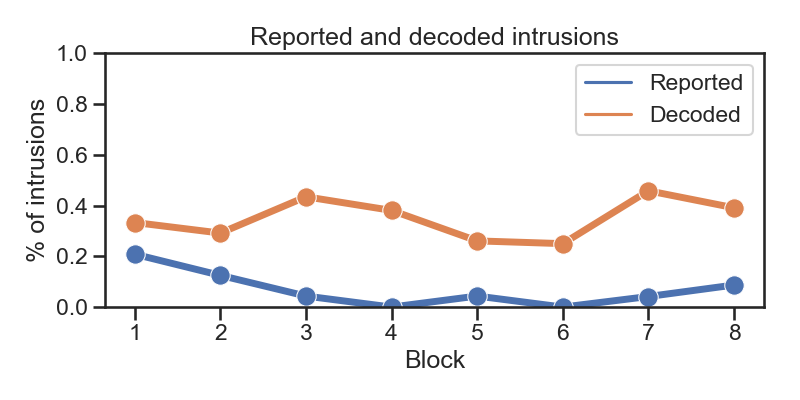 Reported and decoded intrusions
1.0
0.8
0.6
0.4
0.2
0.0
% of intrusions
Reported
Decoded
1 2 3 4 5 6 7 8
Block